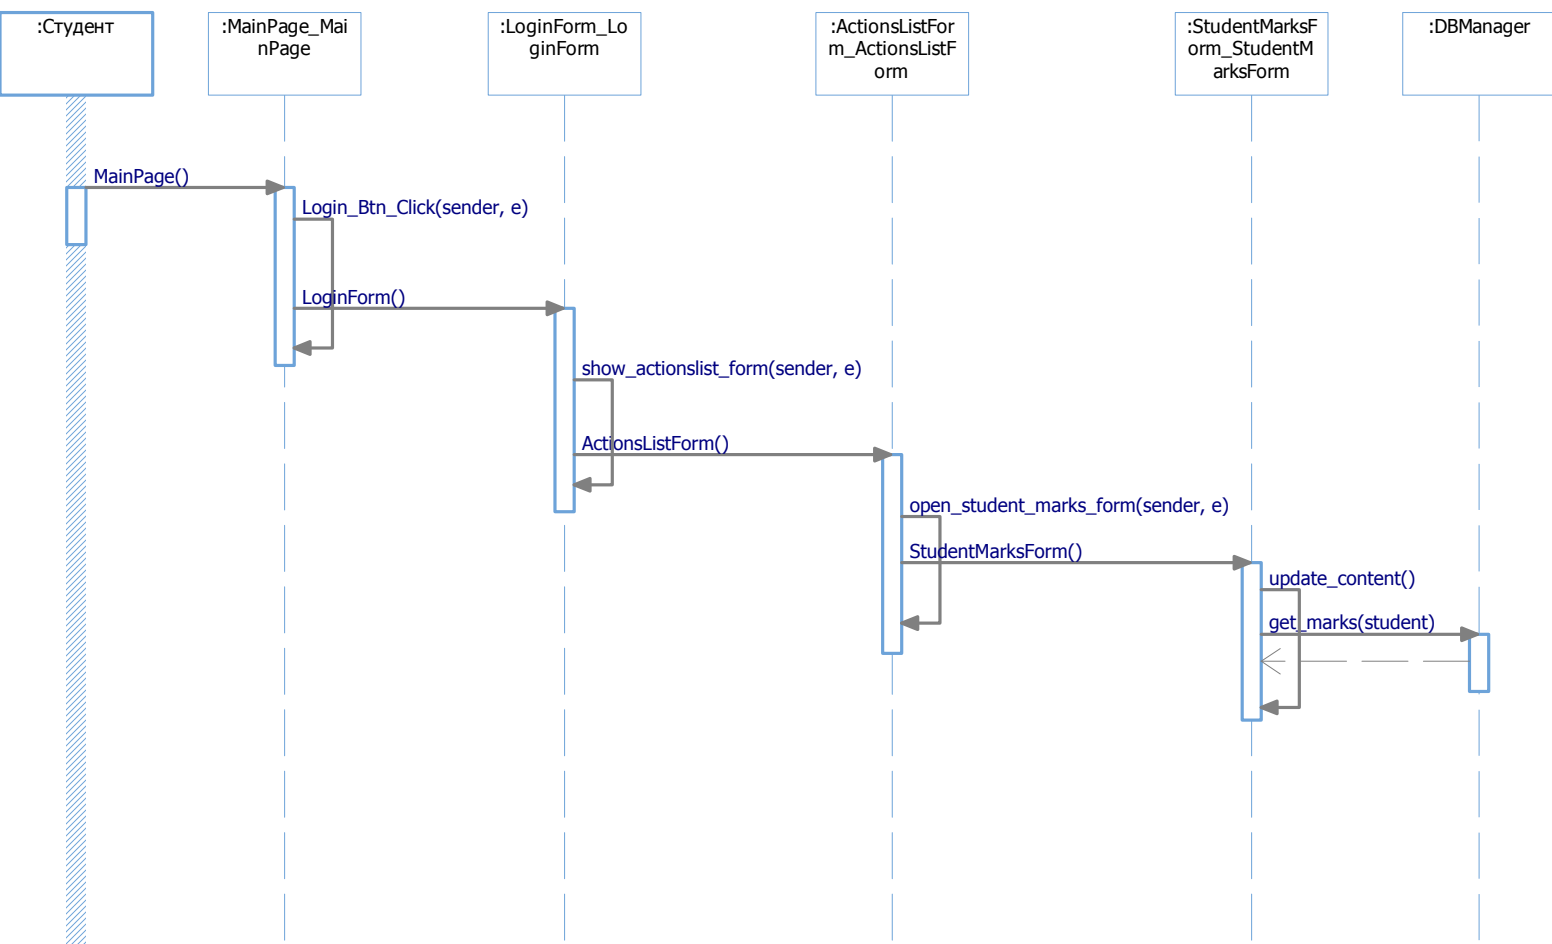 :Студент
:MainPage_Mai
nPage
:LoginForm_Lo
ginForm
:ActionsListFor
m_ActionsListF
orm
:StudentMarksF
orm_StudentM
arksForm
:DBManager
MainPage()
Login_Btn_Click(sender, e)
LoginForm()
show_actionslist_form(sender, e)
ActionsListForm()
open_student_marks_form(sender, e)
StudentMarksForm()
update_content()
get_marks(student)